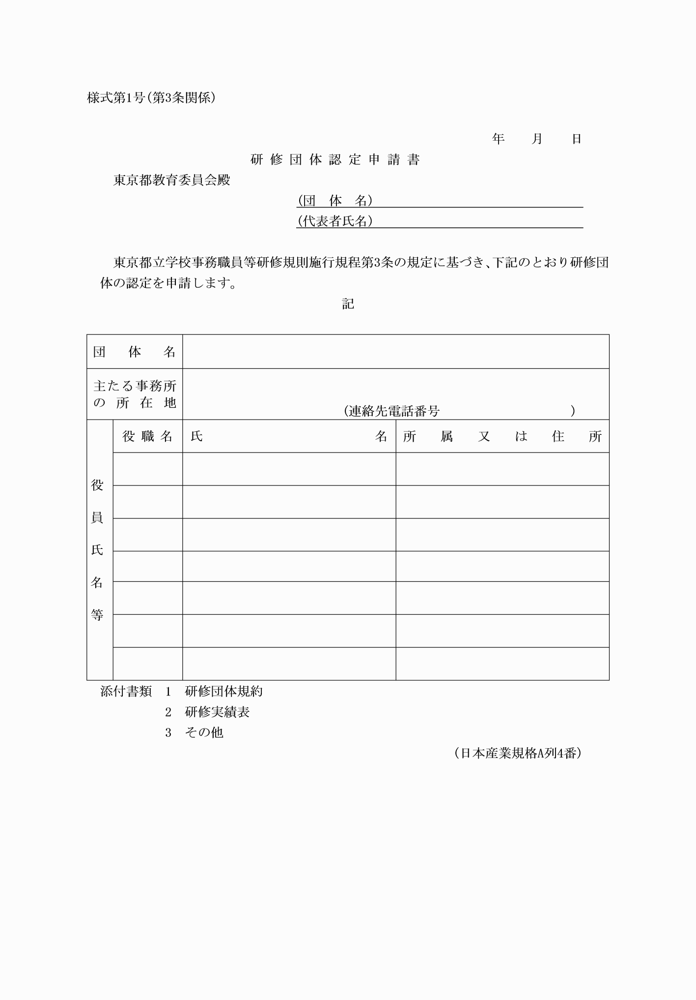 様式第1号(第3条関係)
年　　月　　日
研修団体認定申請書
東京都教育委員会殿
(団　体　名)
(代表者氏名)
東京都立学校事務職員等研修規則施行規程第3条の規定に基づき、下記のとおり研修団
体の認定を申請します。
記
団体名
主たる事務所
の所在地
(連絡先電話番号　　　　　　　　　　)
役職名　氏名　所属又は住所
役員氏名等
添付書類　1　研修団体規約
2　研修実績表
3　その他
(日本産業規格A列4番)